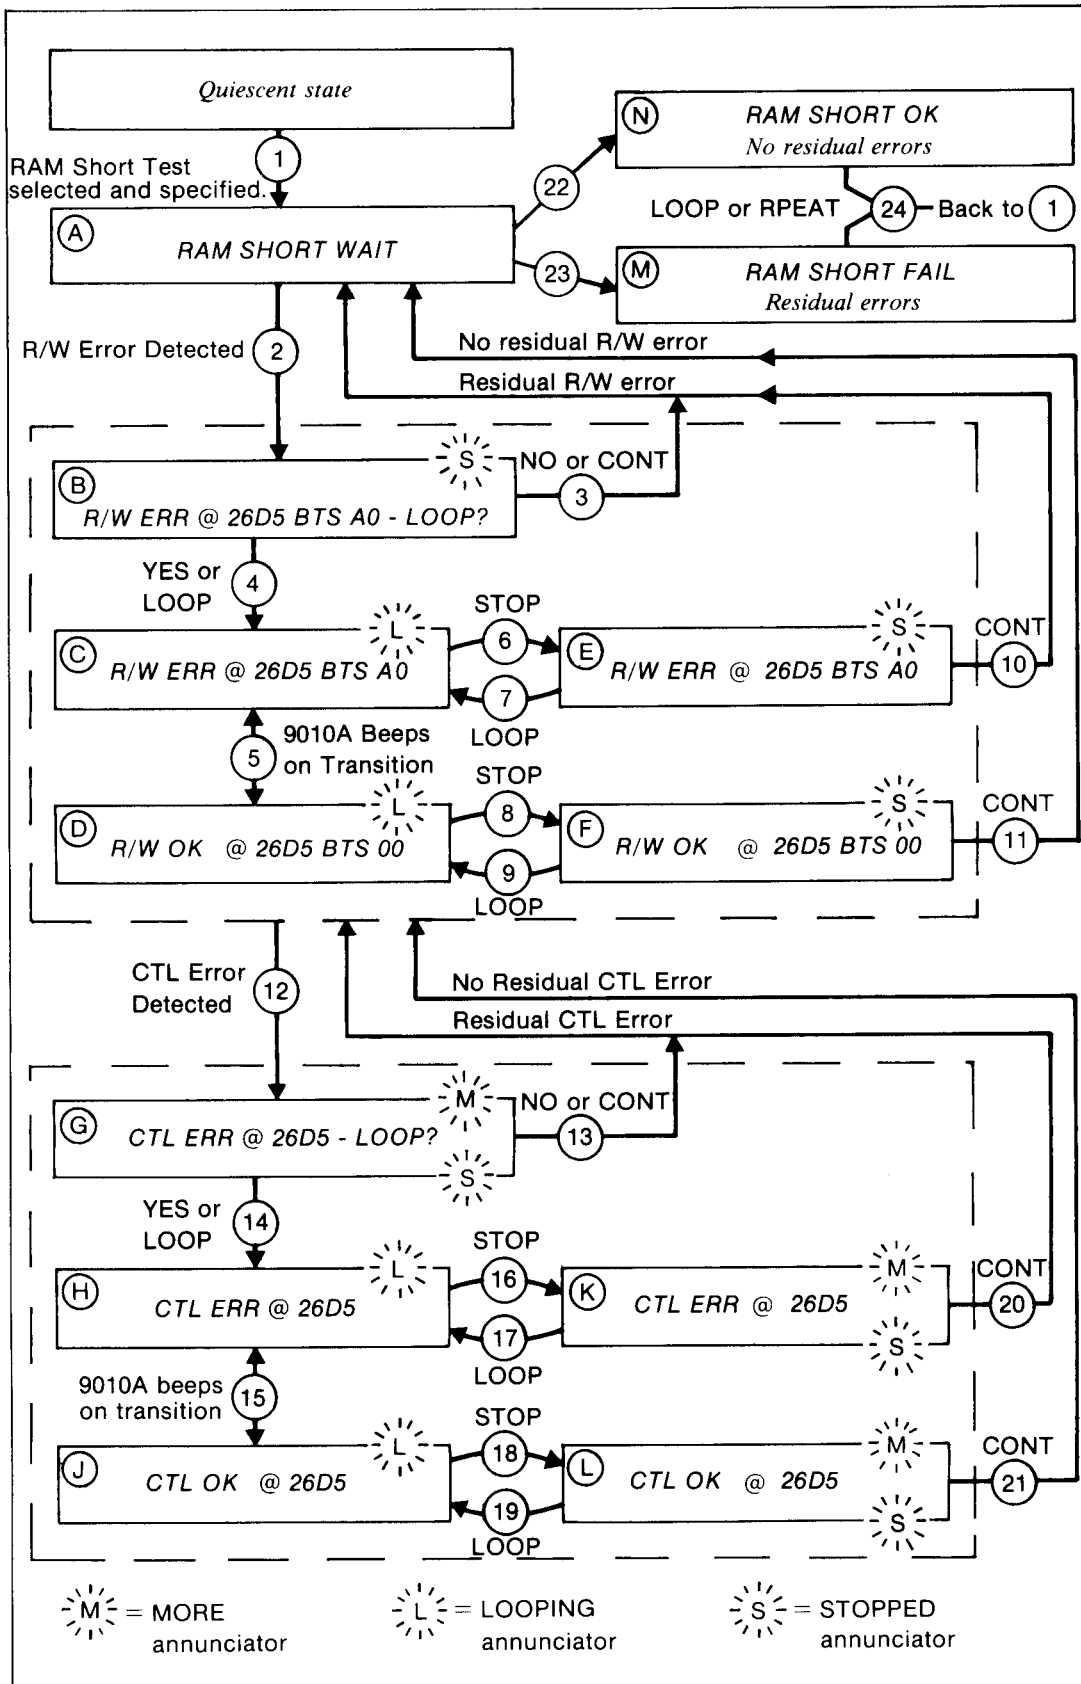 Quiescent state
1
RAM Short Test
selected and specified.
A
RAM SHORT WAIT
22
23
N
RAM SHORT OK
No residual errors
LOOP or RPEAT
24
Back to
1
M
RAM SHORT FAIL
Residual errors
R/W Error Detected
2
No residual R/W error
Residual R/W error
B
R/W ERR @ 26D5 BTS A0 - LOOP?
S
NO or CONT
3
YES or
LOOP
4
C
R/W ERR @ 26D5 BTS A0
L
STOP
6
7
LOOP
E
R/W ERR @ 26D5 BTS A0
S
CONT
10
5
9010A Beeps
on Transition
D
R/W OK @ 26D5 BTS 00
L
STOP
8
9
LOOP
F
R/W OK @ 26D5 BTS 00
S
CONT
11
CTL Error
Detected
12
No Residual CTL Error
Residual CTL Error
G
CTL ERR @ 26D5 - LOOP?
M
S
NO or CONT
13
YES or
LOOP
14
H
CTL ERR @ 26D5
L
STOP
16
17
LOOP
K
CTL ERR @ 26D5
M
S
CONT
20
9010A beeps
on transition
15
J
CTL OK @ 26D5
L
STOP
18
19
LOOP
L
CTL OK @ 26D5
M
S
CONT
21
M = MORE
annunciator
L = LOOPING
annunciator
S = STOPPED
annunciator